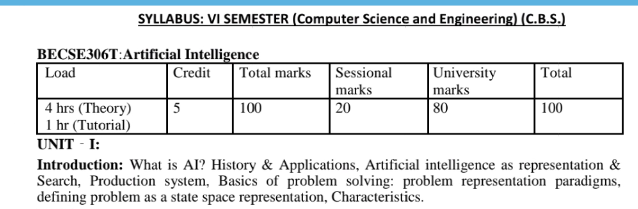 SYLLABUS: VI SEMESTER (Computer Science and Engineering) (C.B.S.)
BECSE306T:Artificial Intelligence
Load Credit Total marks Sessional marks University marks Total
4 hrs (Theory) 5 100 20 80 100
1 hr (Tutorial)
UNIT - I:
Introduction: What is AI? History & Applications, Artificial intelligence as representation &
Search, Production system, Basics of problem solving: problem representation paradigms,
defining problem as a state space representation, Characteristics.